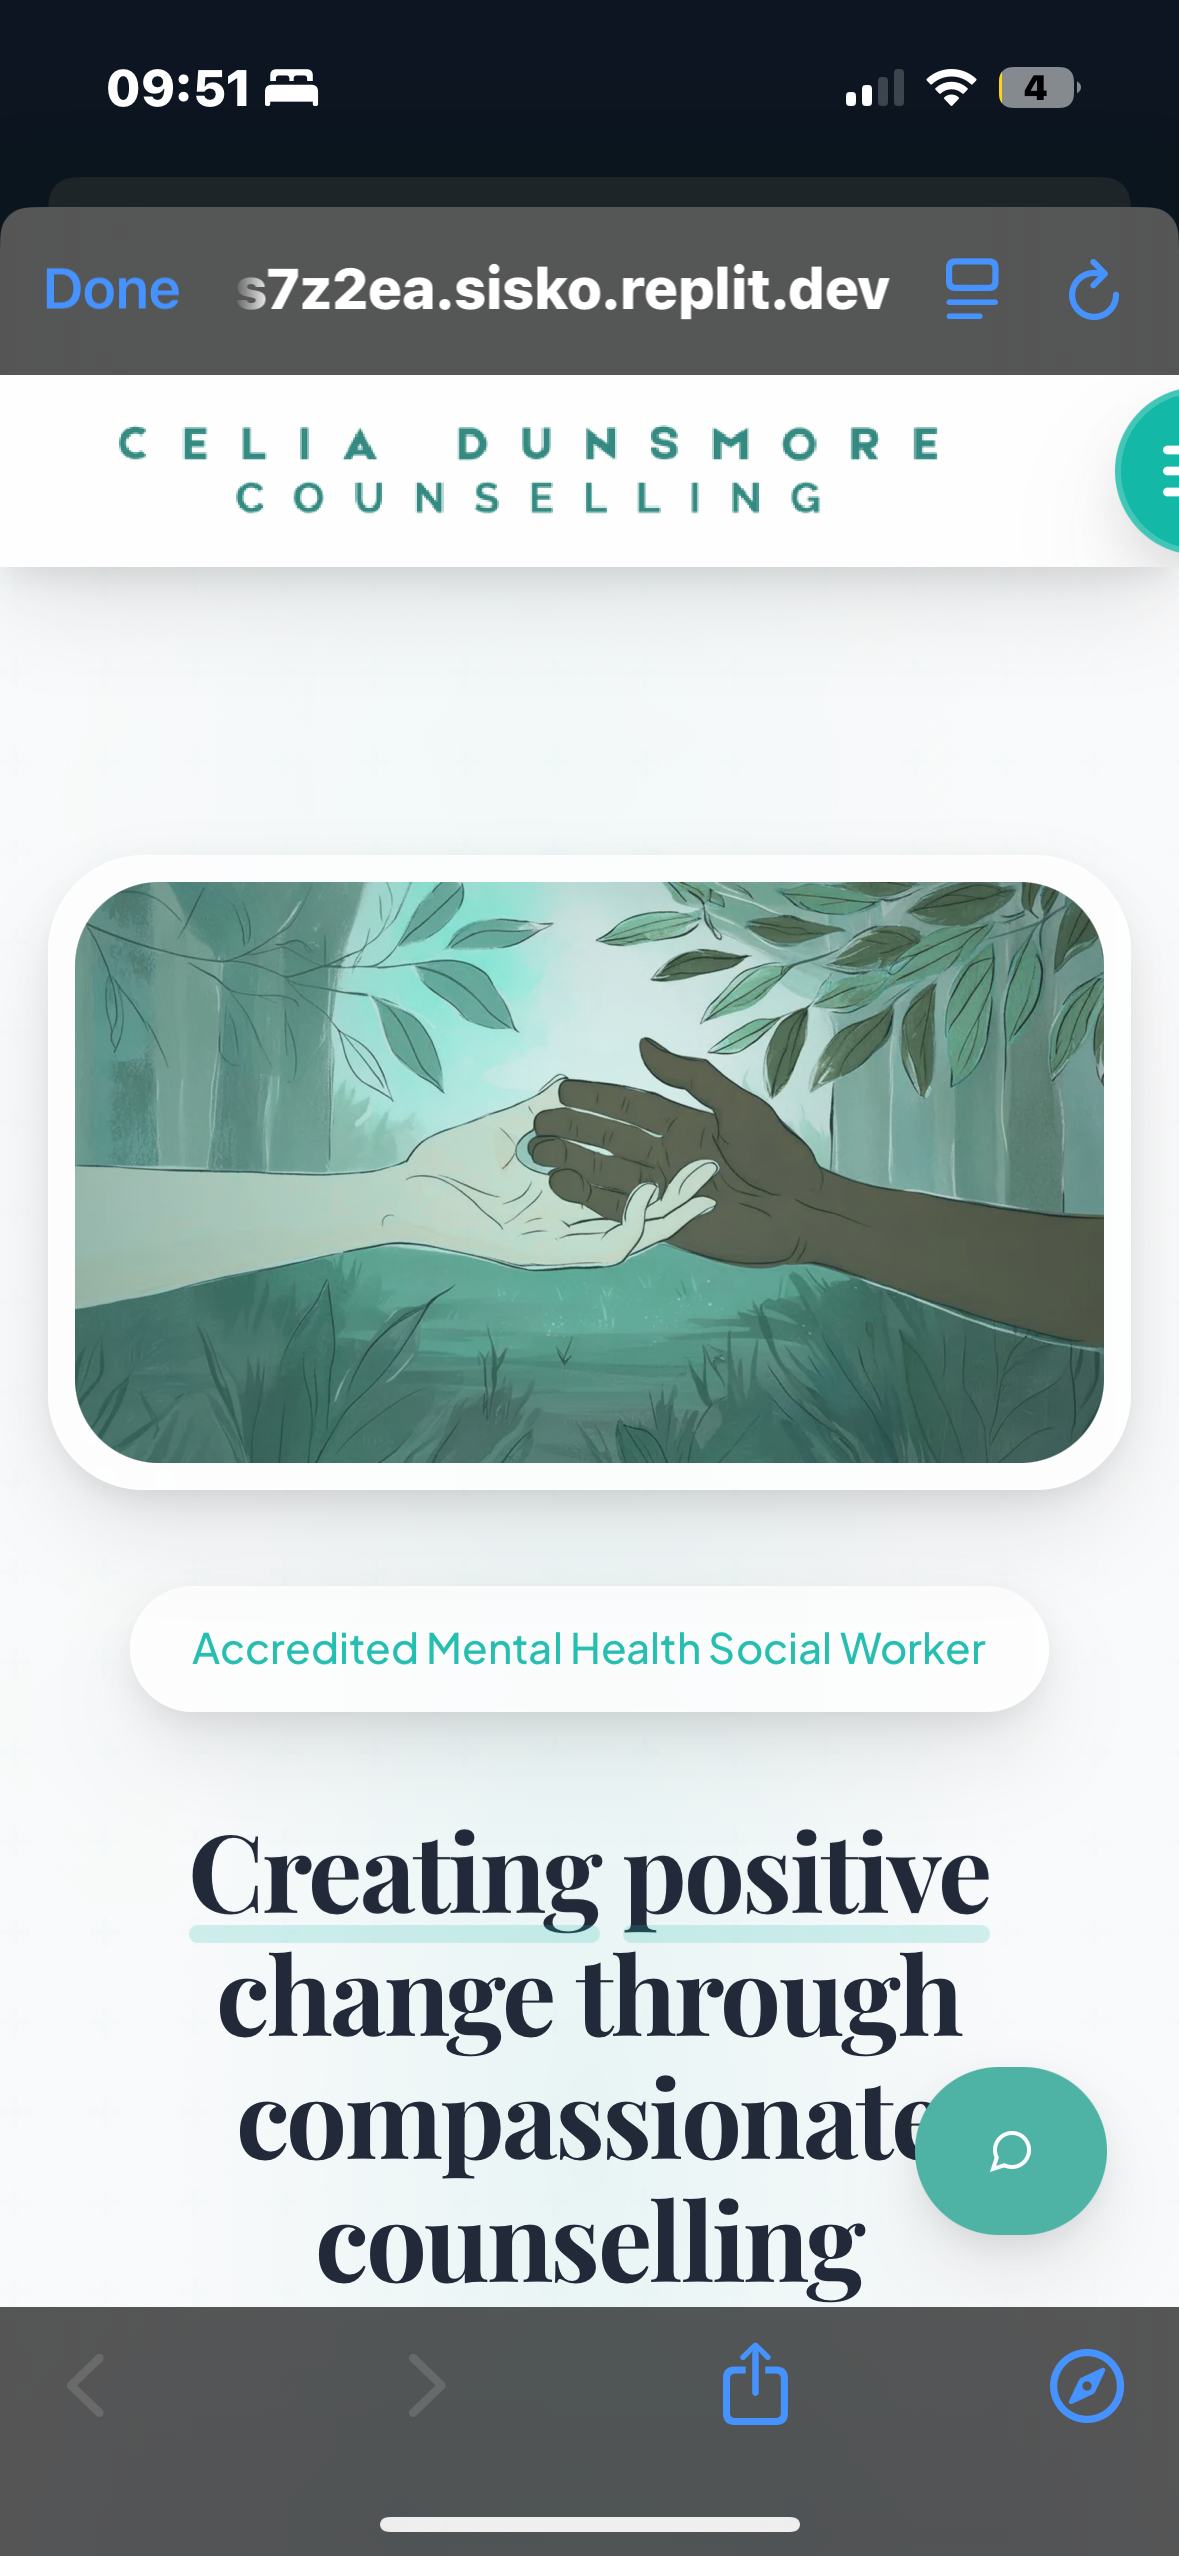 09:51
4
Done
s7z2ea.sisko.replit.dev
CELIA DUNSMORE
COUNSELLING
Accredited Mental Health Social Worker
Creating positive
change through
compassionate
counselling